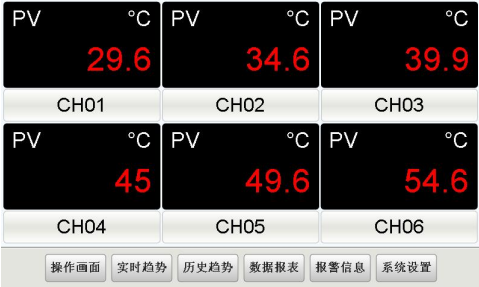 PV °C PV °C PV °C
29.6 34.6 39.9
CH01 CH02 CH03
PV °C PV °C PV °C
45 49.6 54.6
CH04 CH05 CH06
操作画面 实时趋势 历史趋势 数据报表 报警信息 系统设置